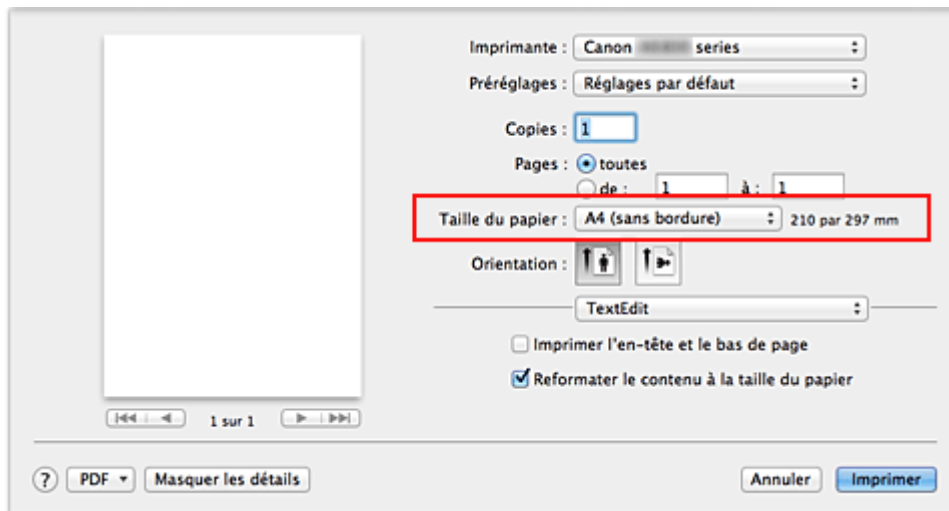 Imprimante : Canon series
Préréglages : Réglages par défaut
Copies : 1
Pages : toutes
de : 1 à : 1
Taille du papier : A4 (sans bordure) 210 par 297 mm
Orientation :
TextEdit
Imprimer l'en-tête et le bas de page
Reformater le contenu à la taille du papier
1 sur 1
? PDF Masquer les détails Annuler Imprimer